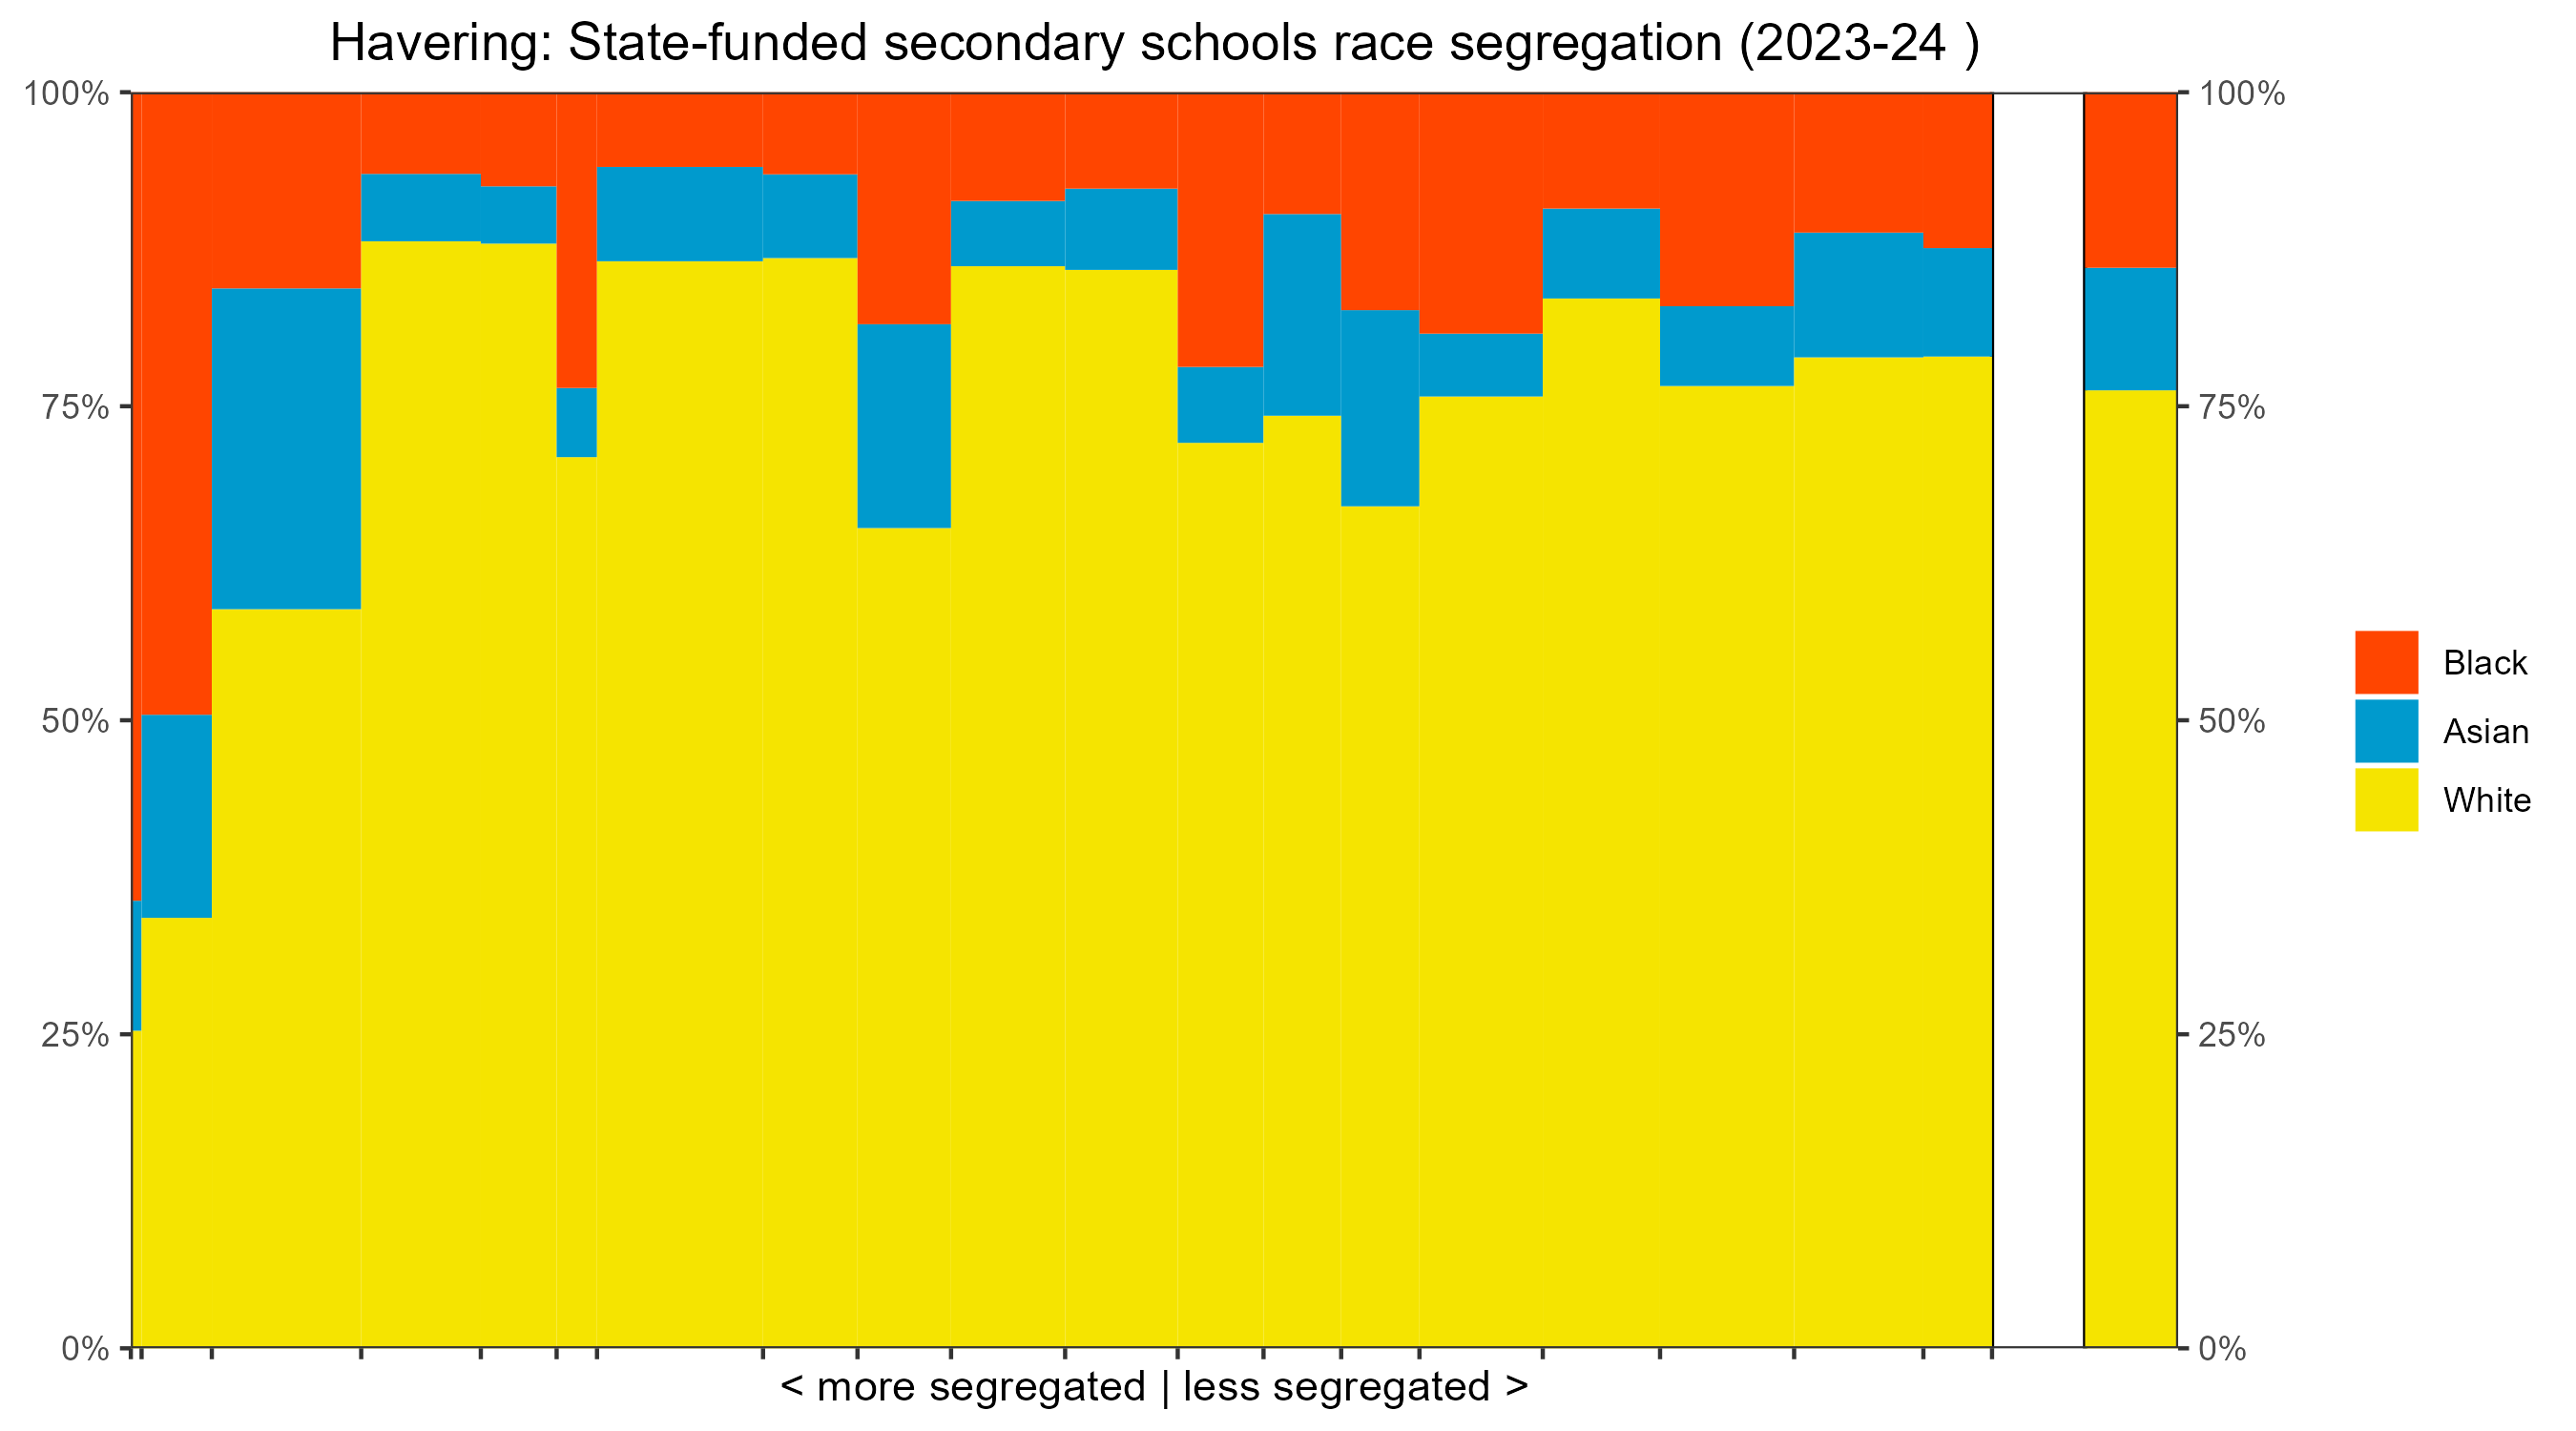 Havering: State-funded secondary schools race segregation (2023-24 )
100%
75%
50%
25%
0%
100%
75%
50%
25%
0%
Black
Asian
White
< more segregated | less segregated >